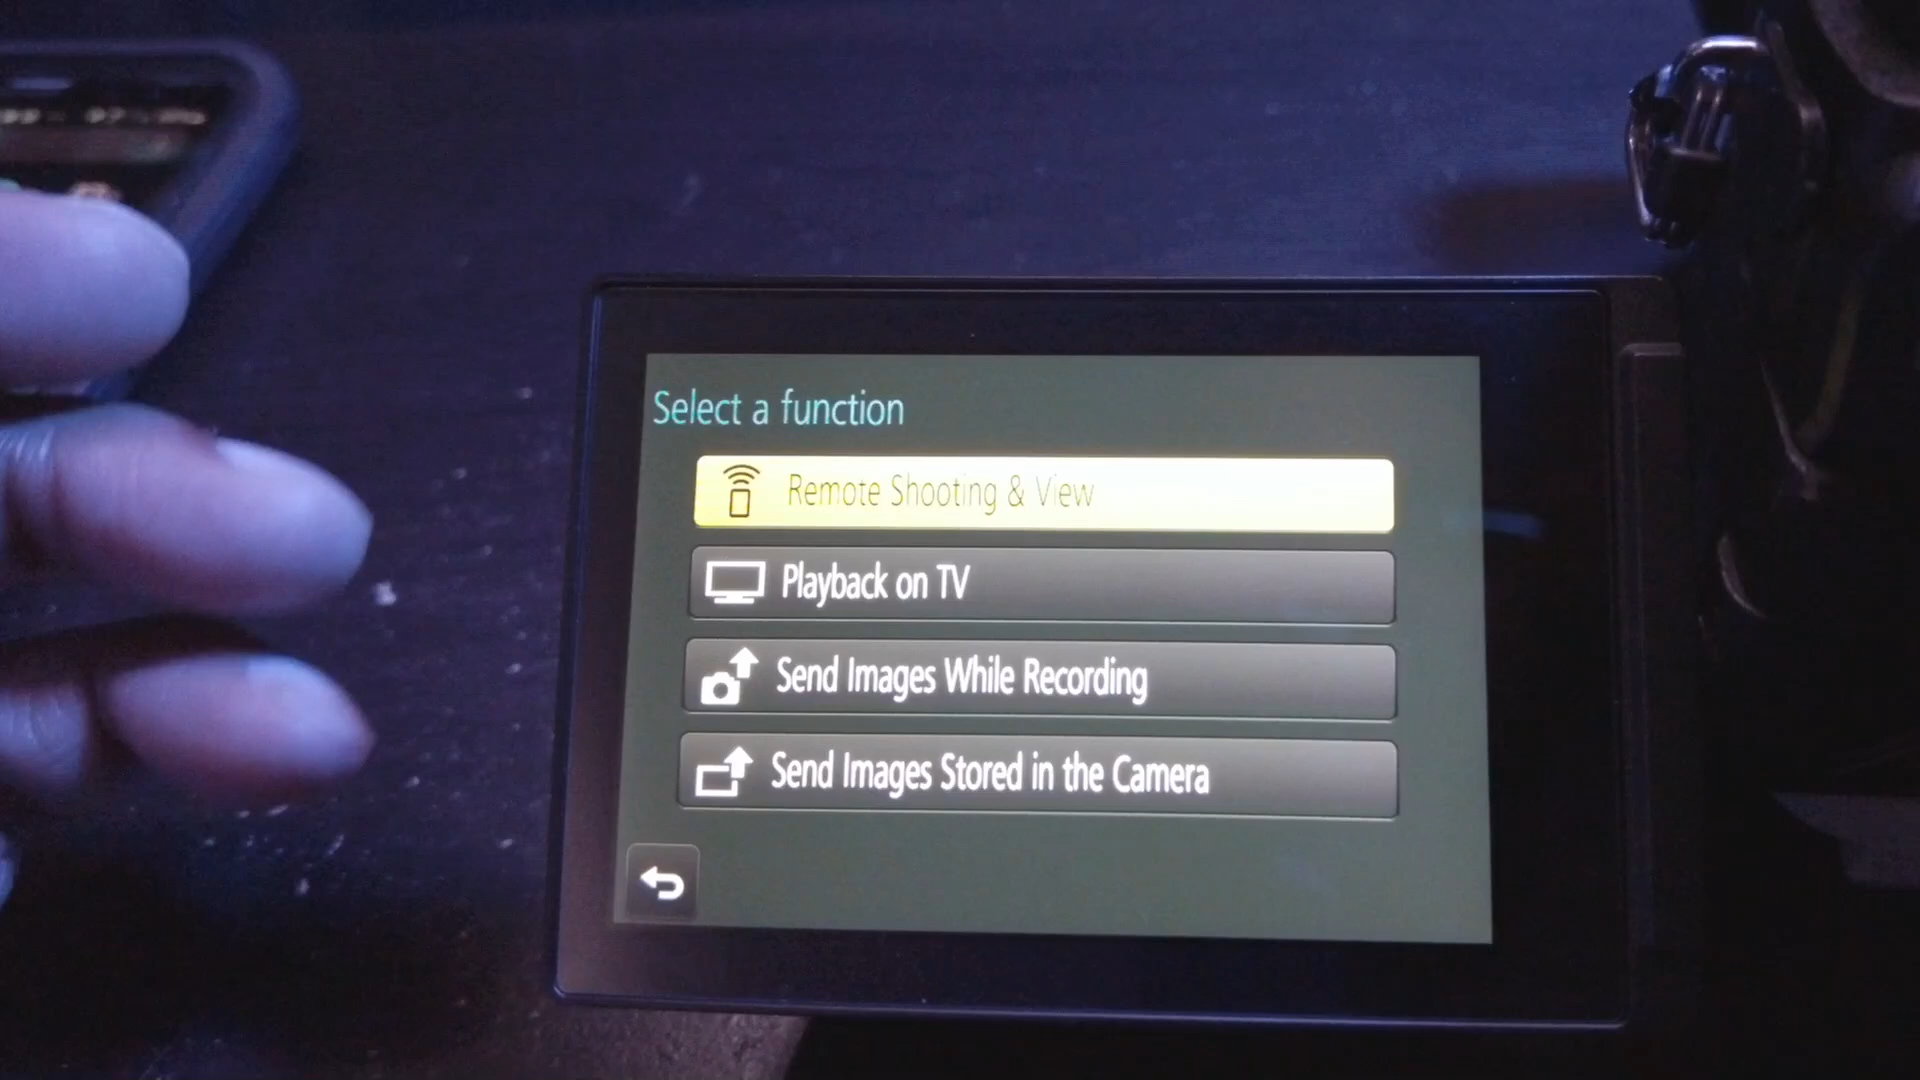 Select a function
Remote Shooting & View
Playback on TV
Send Images While Recording
Send Images Stored in the Camera